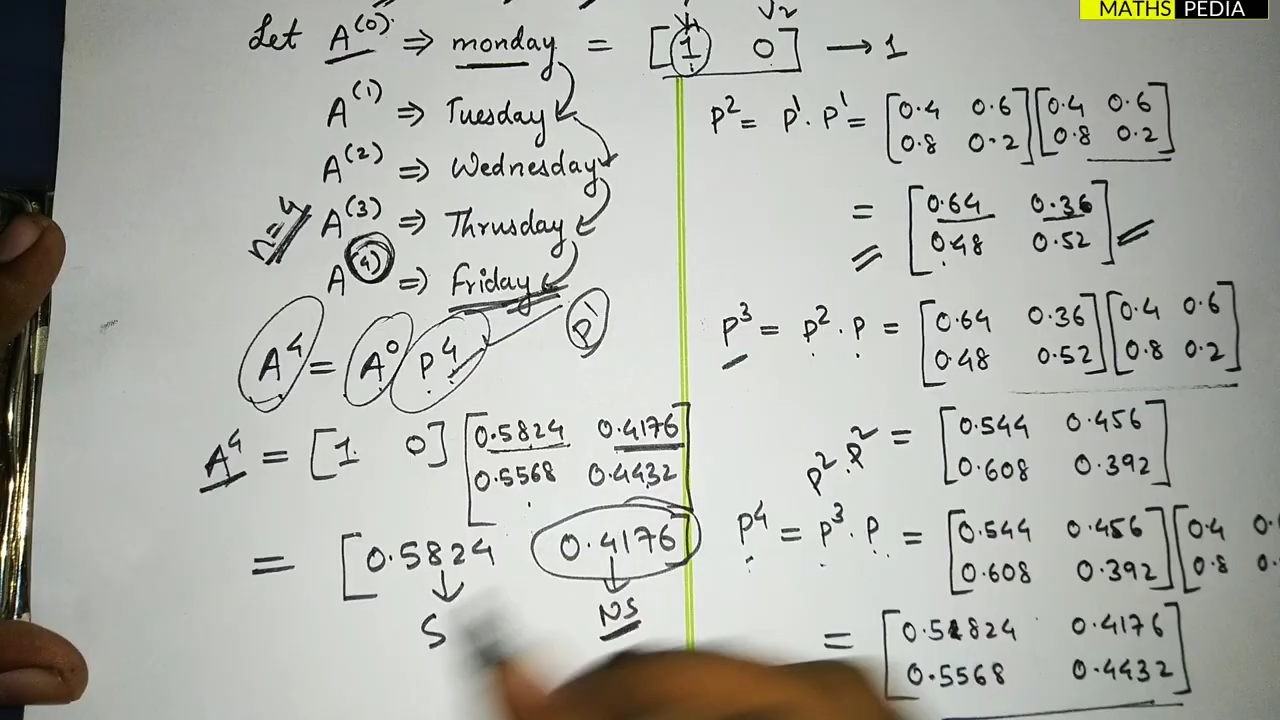 MATHS PEDIA
Let A^(0) ⇒ monday = [1 0] → 1
A^(1) ⇒ Tuesday
A^(2) ⇒ Wednesday
n=4 A^(3) ⇒ Thrusday
A^(4) ⇒ Friday
A^4 = A^0 P^4 P^1
A^4 = [1 0] [0.5824 0.4176
0.5568 0.4432]
= [0.5824 0.4176]
S NS
P^2 = P^1 . P^1 = [0.4 0.6
0.8 0.2] [0.4 0.6
0.8 0.2]
= [0.64 0.36
0.48 0.52]
P^3 = P^2 . P = [0.64 0.36
0.48 0.52] [0.4 0.6
0.8 0.2]
P^2 . P^2 = [0.544 0.456
0.608 0.392]
P^4 = P^3 . P = [0.544 0.456
0.608 0.392] [0.4 0.
0.8 0.
= [0.5824 0.4176
0.5568 0.4432]